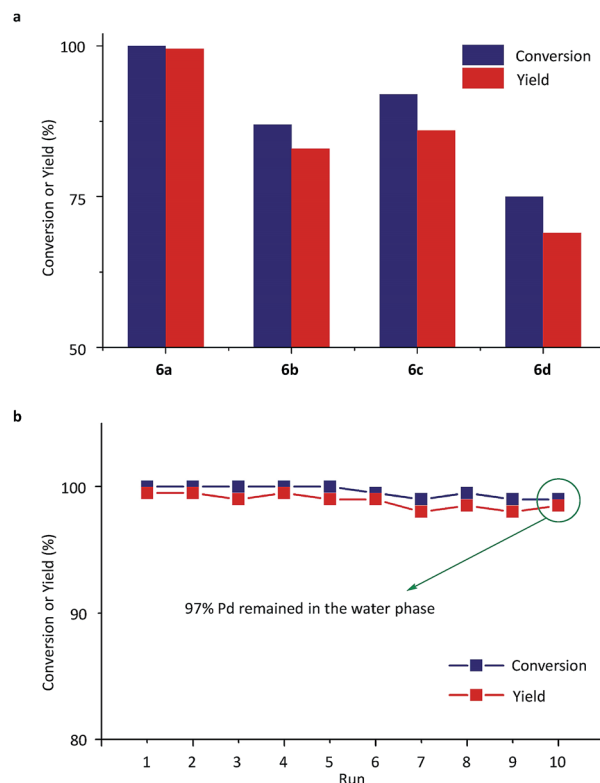 a
100
75
50
Conversion or Yield (%)
Conversion
Yield
6a 6b 6c 6d
b
100
90
80
Conversion or Yield (%)
97% Pd remained in the water phase
Conversion
Yield
1 2 3 4 5 6 7 8 9 10
Run